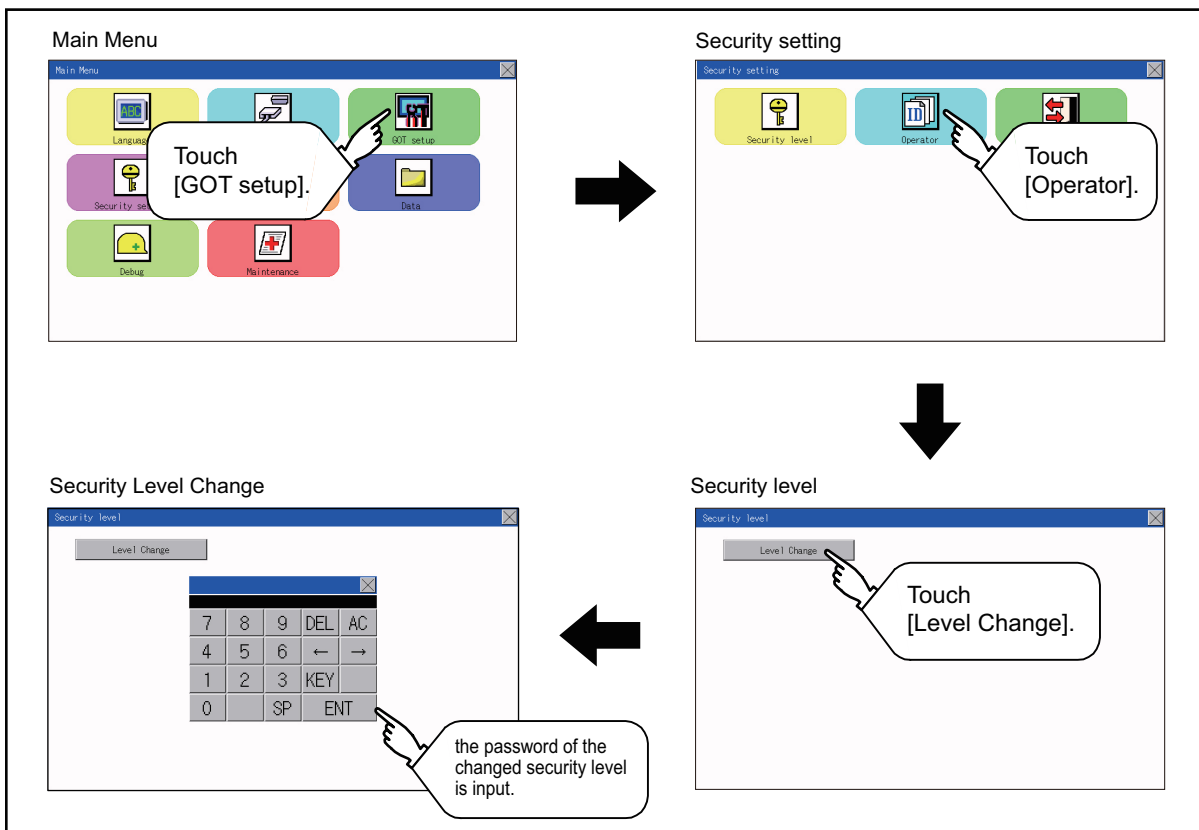 Main Menu
Main Menu
ABC
Languag
GOT setup
Touch
[GOT setup].
Security se
Data
Debug
Maintenance
Security setting
Security setting
Security level
ID
Operator
Touch
[Operator].
Security Level Change
Security level
Level Change
7 8 9 DEL AC
4 5 6 ← →
1 2 3 KEY
0 SP ENT
the password of the
changed security level
is input.
Security level
Security level
Level Change
Touch
[Level Change].